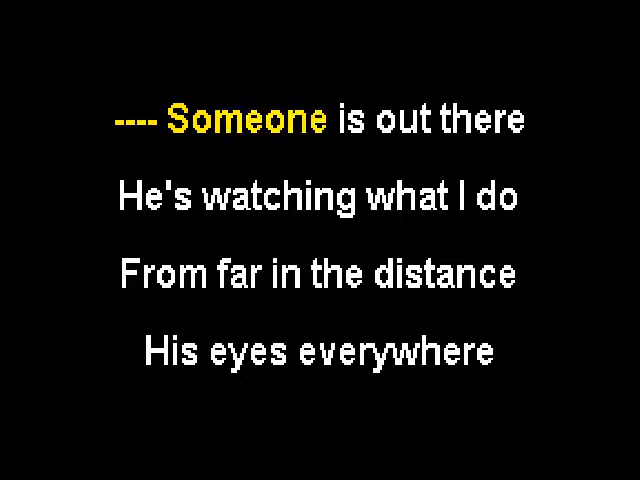 ---- Someone is out there
He's watching what I do
From far in the distance
His eyes everywhere